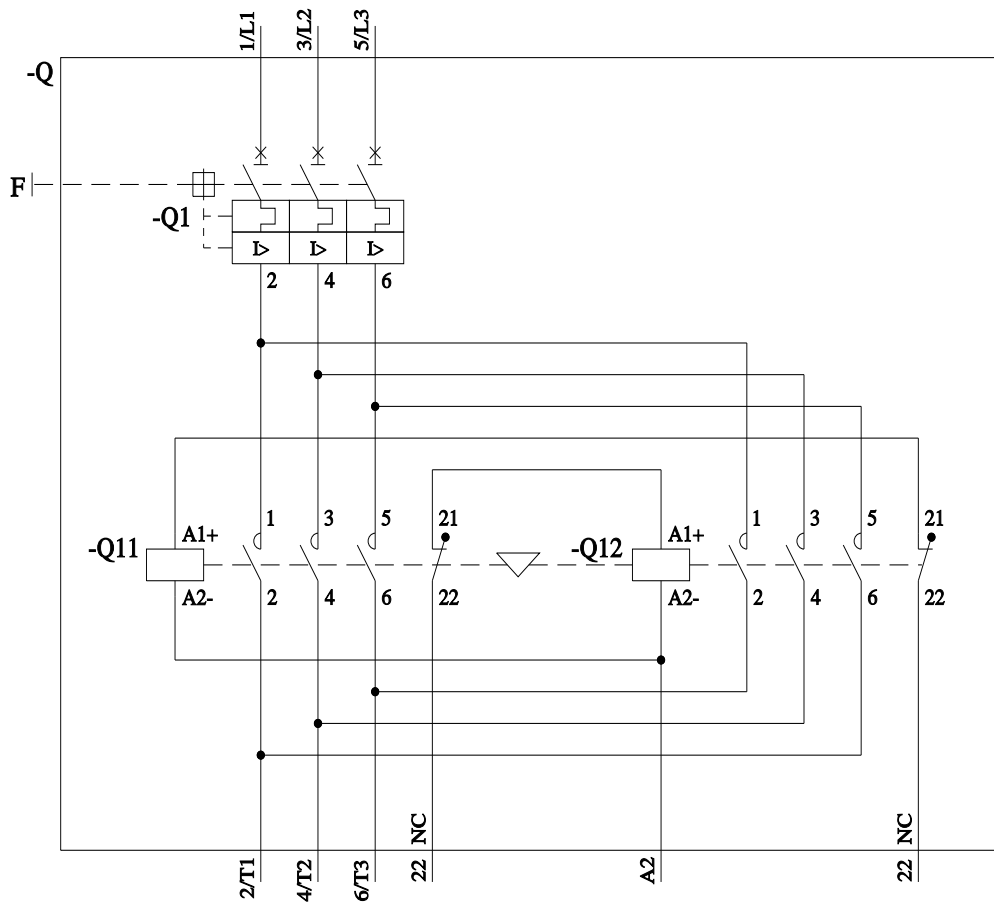 1/L1 3/L2 5/L3
-Q
F
-Q1
I> I> I>
2 4 6
1 3 5 21 1 3 5 21
A1+ A1+
-Q11 -Q12
A2- 2 4 6 22 A2- 2 4 6 22
NC NC
2/T1 4/T2 6/T3 22 A2 22